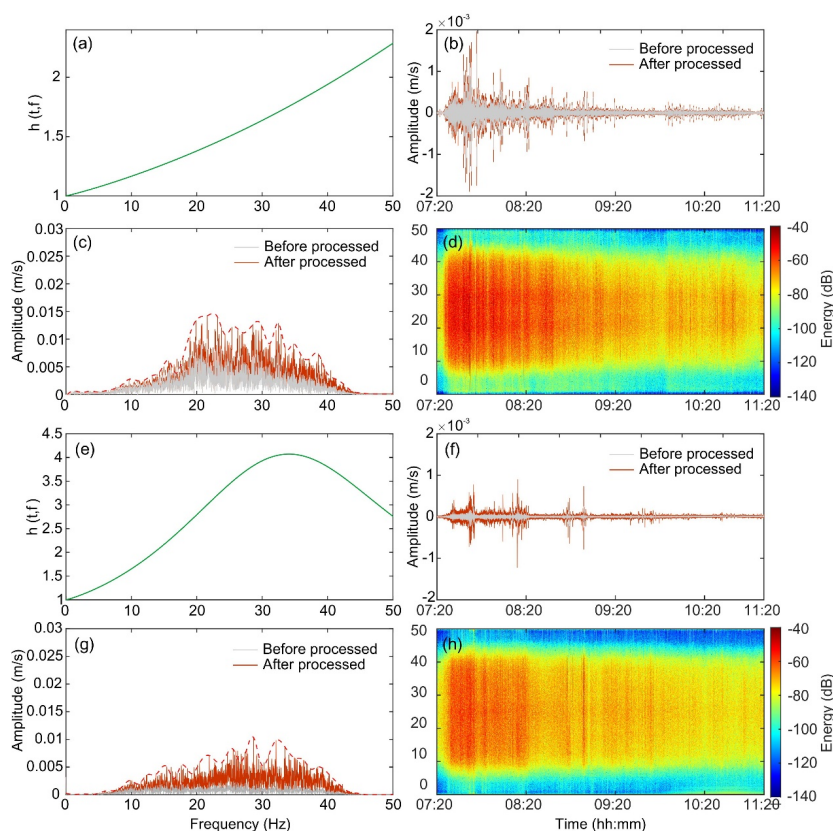 (a)
h (t,f)
2
1.5
1
0 10 20 30 40 50
2 ×10⁻³
(b)
Before processed
After processed
Amplitude (m/s)
1
0
-1
-2
07:20 08:20 09:20 10:20 11:20
(c)
Before processed
After processed
Amplitude (m/s)
0.03
0.025
0.02
0.015
0.01
0.005
0
0 10 20 30 40 50
(d)
50
40
30
20
10
0
07:20 08:20 09:20 10:20 11:20
-40
-60
-80
-100
-120
-140
Energy (dB)
(e)
h (t,f)
4.5
4
3.5
3
2.5
2
1.5
1
0 10 20 30 40 50
2 ×10⁻³
(f)
Before processed
After processed
Amplitude (m/s)
1
0
-1
-2
07:20 08:20 09:20 10:20 11:20
(g)
Before processed
After processed
Amplitude (m/s)
0.03
0.025
0.02
0.015
0.01
0.005
0
0 10 20 30 40 50
Frequency (Hz)
(h)
50
40
30
20
10
0
07:20 08:20 09:20 10:20 11:20
Time (hh:mm)
-40
-60
-80
-100
-120
-140
Energy (dB)